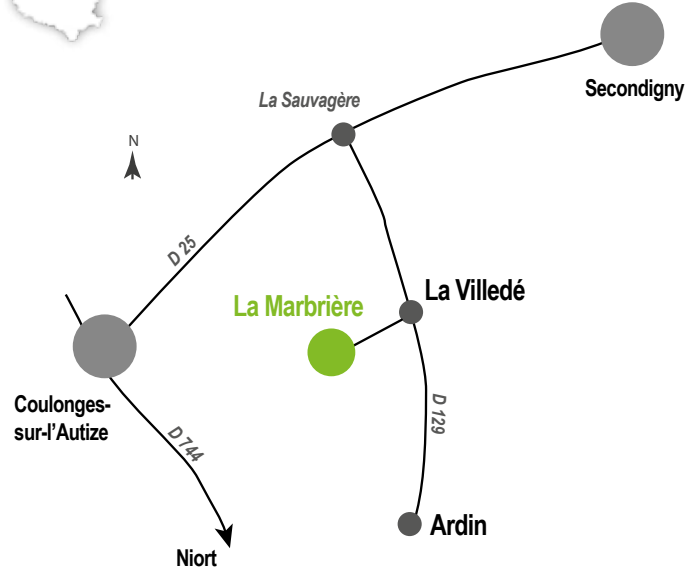 Secondigny
La Sauvagère
N
D 25
La Villedé
La Marbrière
Coulonges-
sur-l'Autize
D 129
D 744
Ardin
Niort